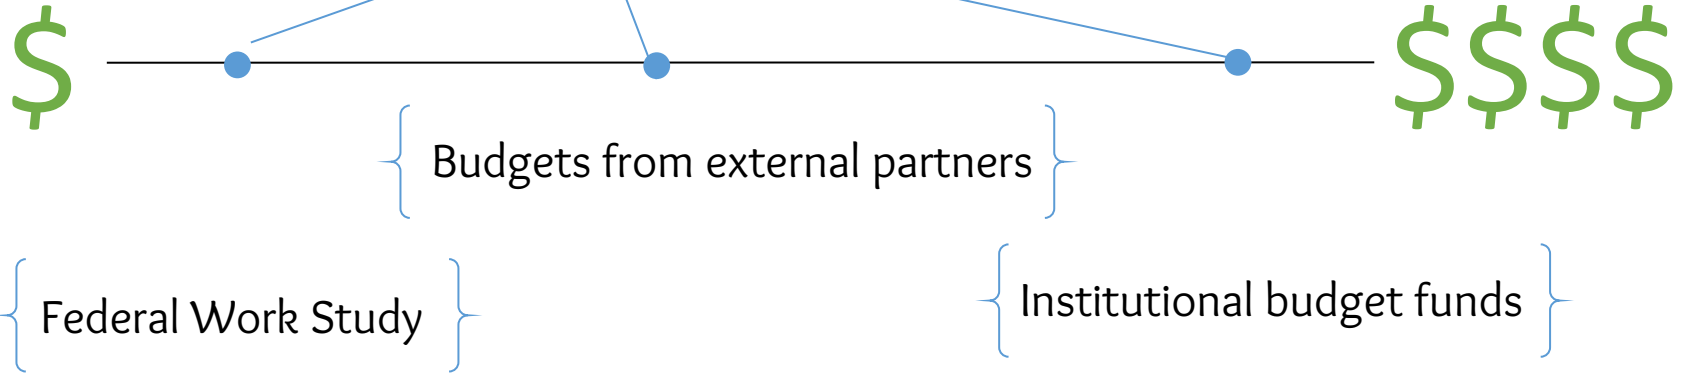 $ $$$$
Budgets from external partners
Federal Work Study
Institutional budget funds